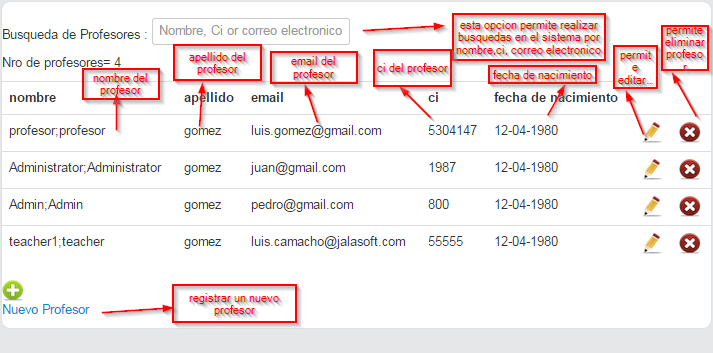 Busqueda de Profesores : Nombre, Ci or correo electronico
esta opcion permite realizar
busquedas en el sistema por
nombre,ci, correo electronico
permite
eliminar
profeso
Nro de profesores= 4
nombre del
profesor
apellido del
profesor
email del
profesor
ci del profesor
fecha de nacimiento
permit
e
editar...
nombre apellido email ci fecha de nacimiento
profesor;profesor gomez luis.gomez@gmail.com 5304147 12-04-1980
Administrator;Administrator gomez juan@gmail.com 1987 12-04-1980
Admin;Admin gomez pedro@gmail.com 800 12-04-1980
teacher1;teacher gomez luis.camacho@jalasoft.com 55555 12-04-1980
Nuevo Profesor
registrar un nuevo
profesor